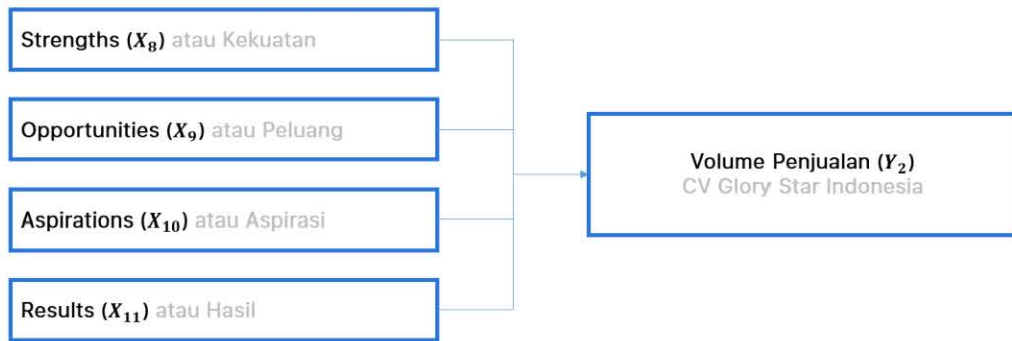 Strengths (X₈) atau Kekuatan
Opportunities (X₉) atau Peluang
Aspirations (X₁₀) atau Aspirasi
Results (X₁₁) atau Hasil
Volume Penjualan (Y₂)
CV Glory Star Indonesia